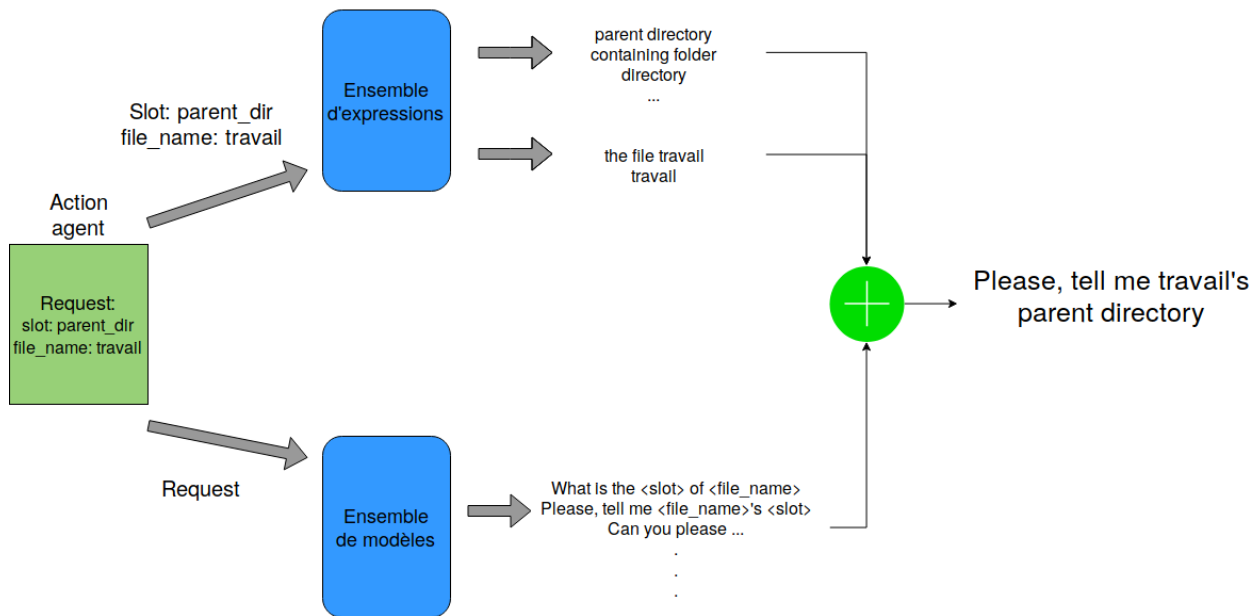 parent directory
containing folder
directory
...
Ensemble
d'expressions
Slot: parent_dir
file_name: travail
the file travail
travail
Action
agent
Request:
slot: parent_dir
file_name: travail
Please, tell me travail's
parent directory
Request
Ensemble
de modèles
What is the <slot> of <file_name>
Please, tell me <file_name>'s <slot>
Can you please ...
.
.
.